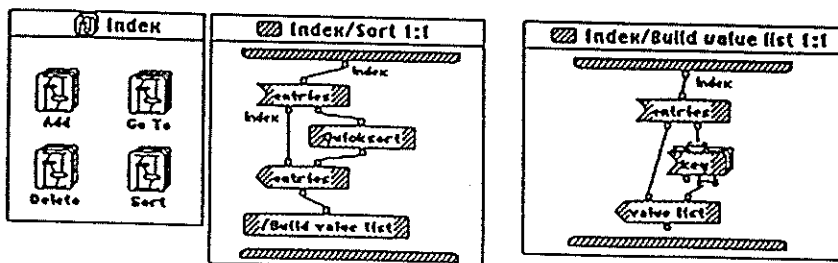 Index
Add
Go To
Delete
Sort
Index/Sort 1:1
Index
entries
Index
Quicksort
entries
/Build value list
Index/Build value list 1:1
Index
entries
key
value list